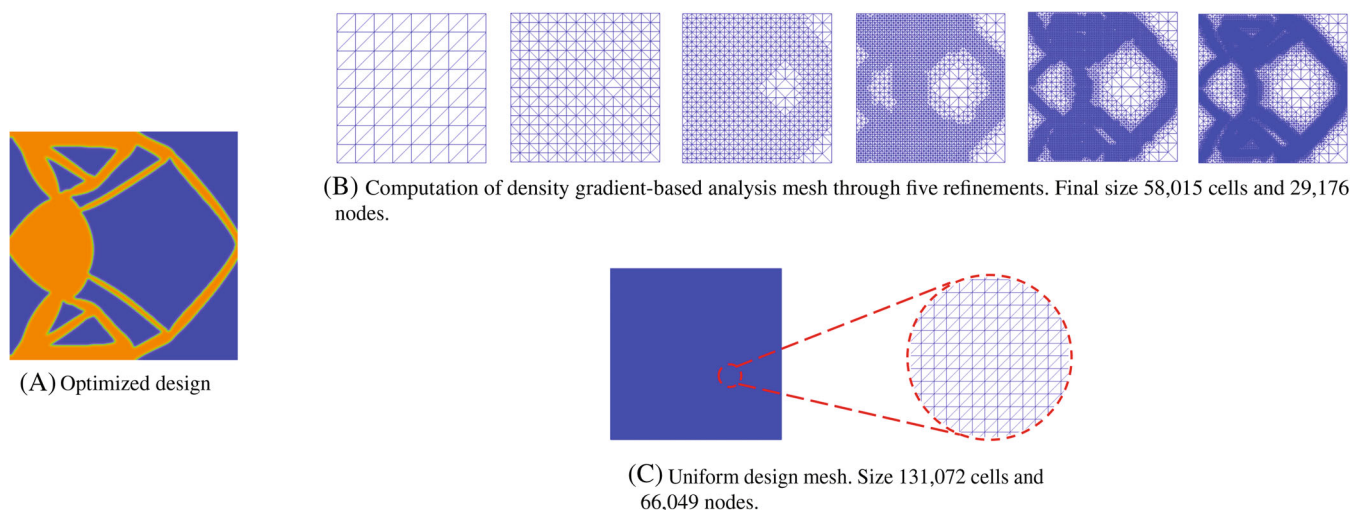 (B) Computation of density gradient-based analysis mesh through five refinements. Final size 58,015 cells and 29,176
nodes.
(A) Optimized design
(C) Uniform design mesh. Size 131,072 cells and
66,049 nodes.